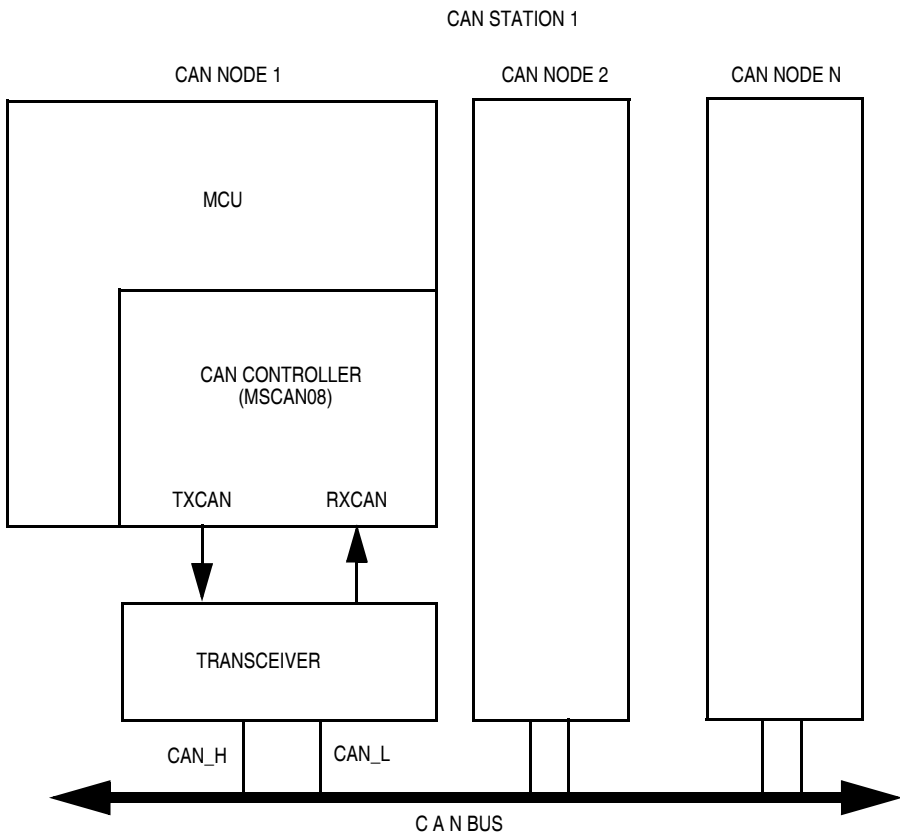 CAN STATION 1
CAN NODE 1
CAN NODE 2
CAN NODE N
MCU
CAN CONTROLLER
(MSCAN08)
TXCAN
RXCAN
TRANSCEIVER
CAN_H
CAN_L
C A N BUS